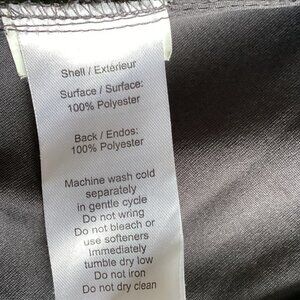 Shell / Extérieur
Surface / Surface:
100% Polyester
Back / Endos:
100% Polyester
Machine wash cold
separately
in gentle cycle
Do not wring
Do not bleach or
use softeners
Immediately
tumble dry low
Do not iron
Do not dry clean